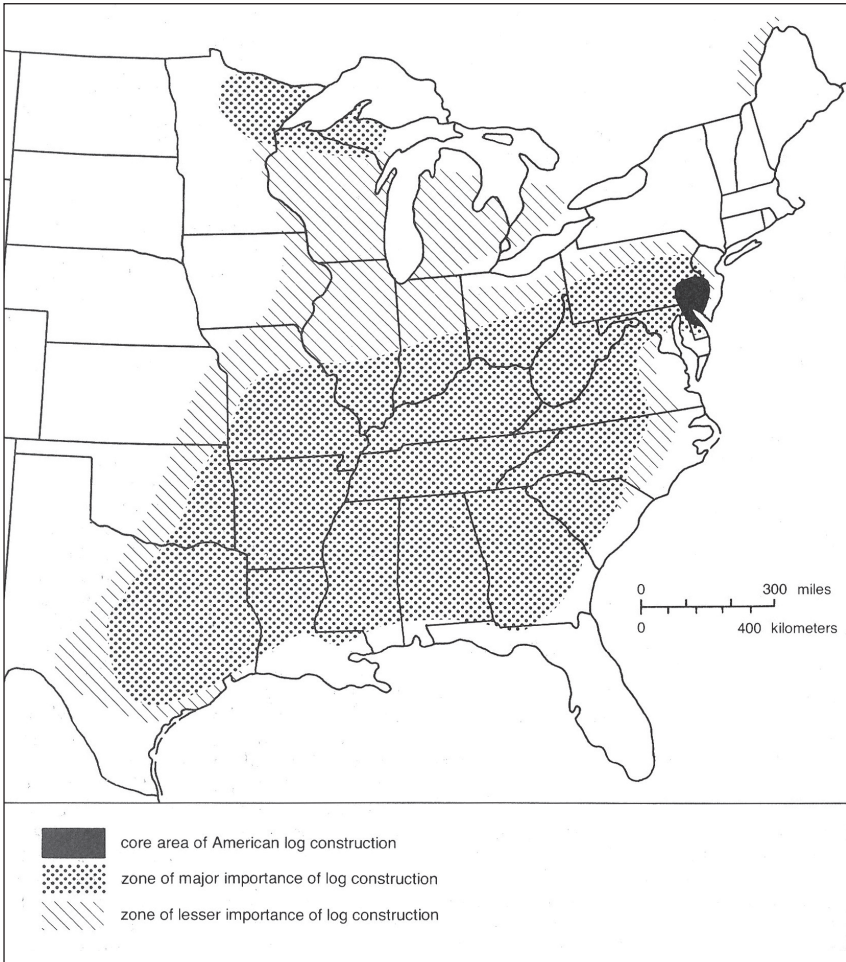 0 300 miles
0 400 kilometers
core area of American log construction
zone of major importance of log construction
zone of lesser importance of log construction